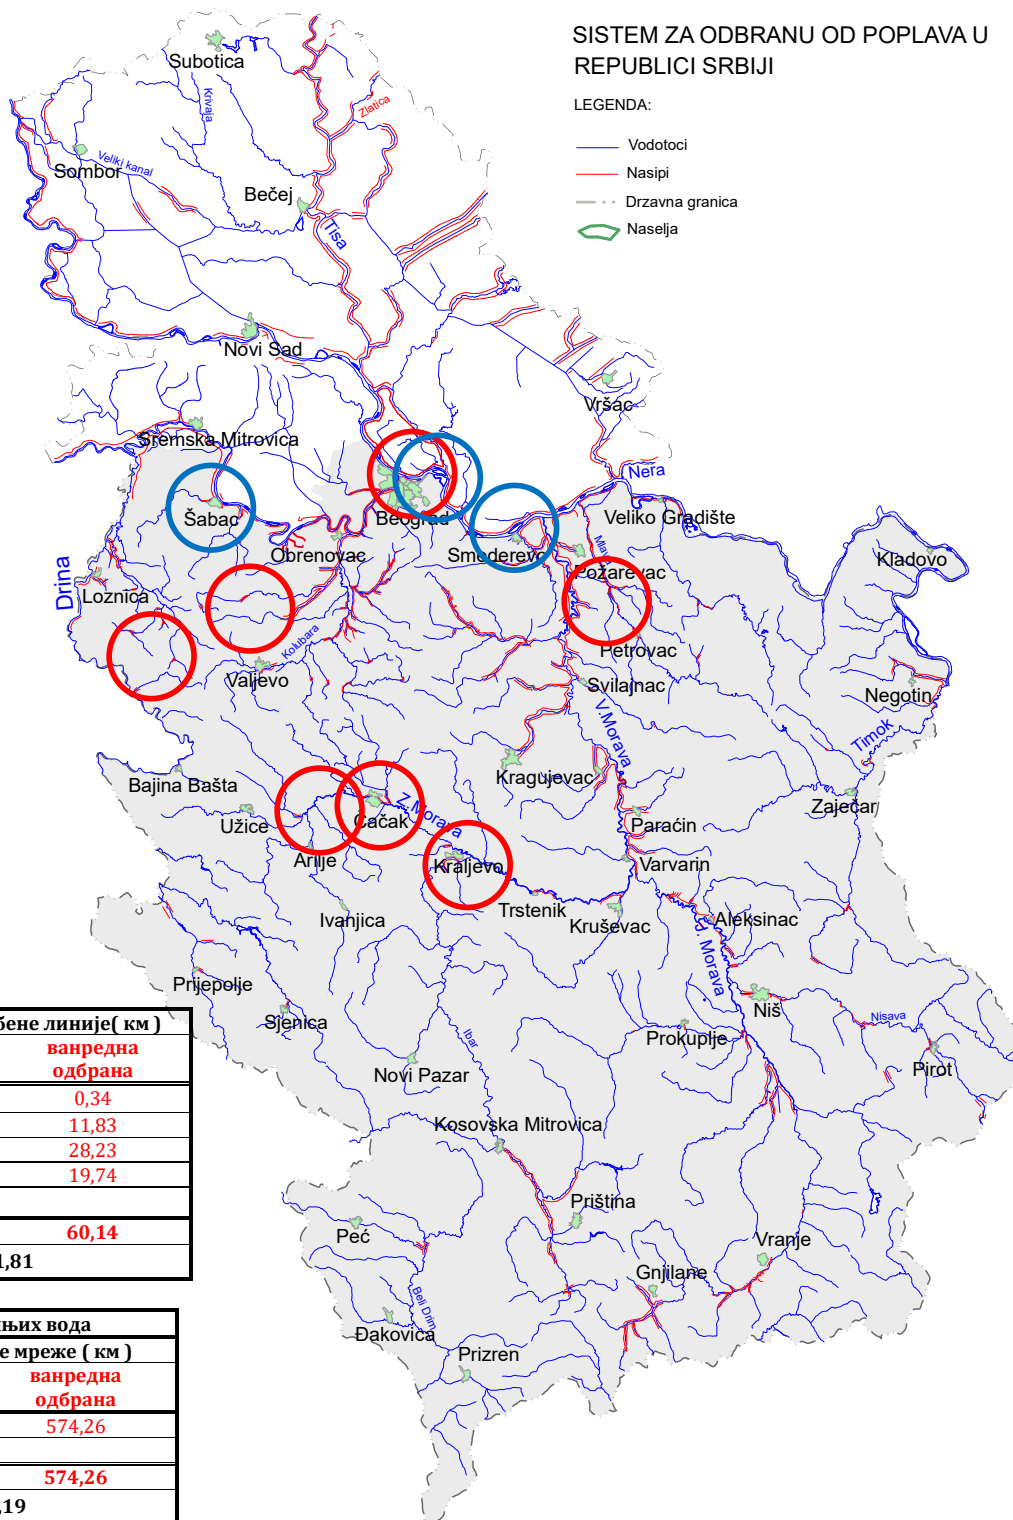 SISTEM ZA ODBRANU OD POPLAVA U
REPUBLICI SRBIJI
LEGENDA:
Vodotoci
Nasipi
Drzavna granica
Naselja
Subotica
Krivaja
Zlatica
Sombor
Veliki kanal
Bečej
Tisa
Novi Sad
Vršac
Sremska Mitrovica
Nera
Šabac
Beograd
Veliko Gradište
Obrenovac
Smederevo
Mlava
Kladovo
Drina
Loznica
Požarevac
Kolubara
Valjevo
Petrovac
Svilajnac
Negotin
V.Morava
Timok
Bajina Bašta
Kragujevac
Užice
Čačak
Z.Morava
Zaječar
Paraćin
Arilje
Kraljevo
Varvarin
Ivanjica
Trstenik
Kruševac
Aleksinac
J. Morava
Prijepolje
Sjenica
Niš
Nisava
Ibar
Prokuplje
Novi Pazar
Pirot
Kosovska Mitrovica
Priština
Peć
Vranje
Gnjilane
Beli Drim
Đakovica
Prizren
бене линије( км )
ванредна
одбрана
0,34
11,83
28,23
19,74
60,14
1,81
њих вода
е мреже ( км )
ванредна
одбрана
574,26
574,26
,19